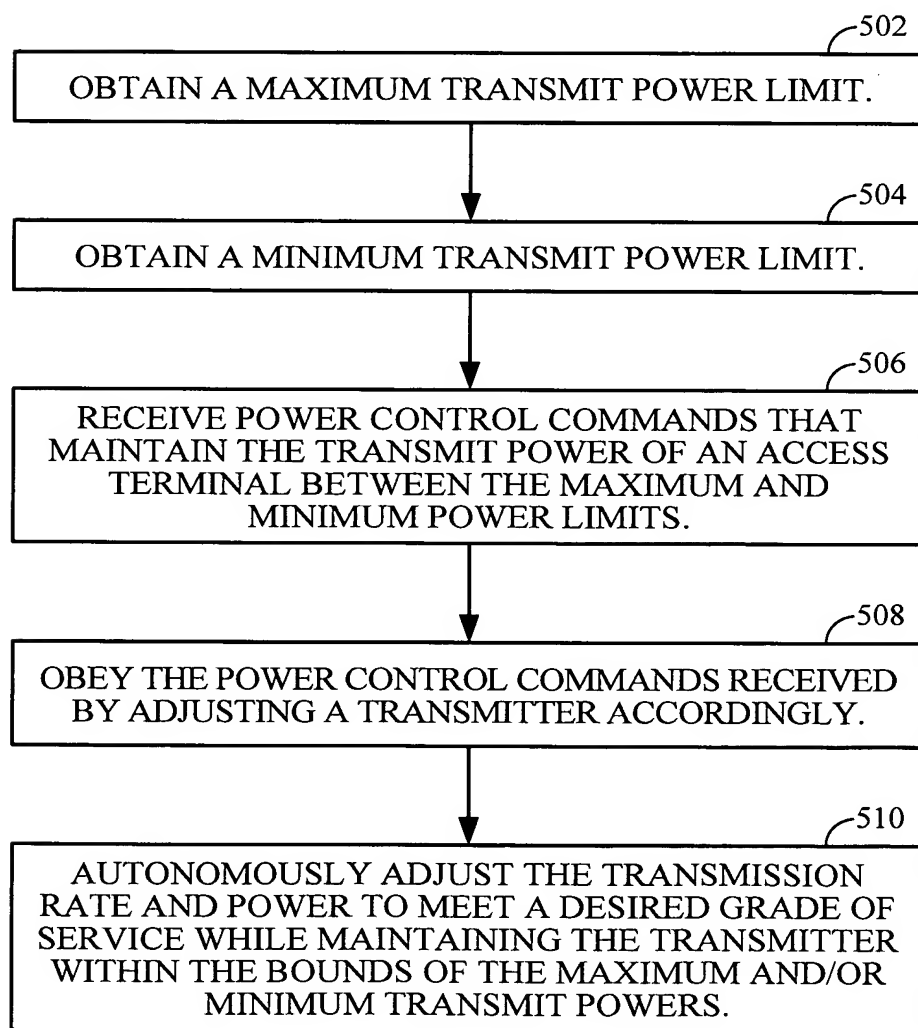 502
OBTAIN A MAXIMUM TRANSMIT POWER LIMIT.
504
OBTAIN A MINIMUM TRANSMIT POWER LIMIT.
506
RECEIVE POWER CONTROL COMMANDS THAT
MAINTAIN THE TRANSMIT POWER OF AN ACCESS
TERMINAL BETWEEN THE MAXIMUM AND
MINIMUM POWER LIMITS.
508
OBEY THE POWER CONTROL COMMANDS RECEIVED
BY ADJUSTING A TRANSMITTER ACCORDINGLY.
510
AUTONOMOUSLY ADJUST THE TRANSMISSION
RATE AND POWER TO MEET A DESIRED GRADE OF
SERVICE WHILE MAINTAINING THE TRANSMITTER
WITHIN THE BOUNDS OF THE MAXIMUM AND/OR
MINIMUM TRANSMIT POWERS.